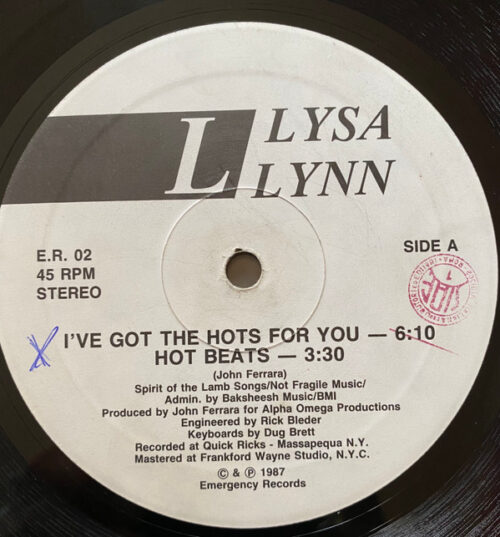 L
LYSA
LYNN
E.R. 02
45 RPM
STEREO
SIDE A
I'VE GOT THE HOTS FOR YOU — 6:10
HOT BEATS — 3:30
(John Ferrara)
Spirit of the Lamb Songs/Not Fragile Music/
Admin. by Baksheesh Music/BMI
Produced by John Ferrara for Alpha Omega Productions
Engineered by Rick Bleder
Keyboards by Dug Brett
Recorded at Quick Ricks - Massapequa N.Y.
Mastered at Frankford Wayne Studio, N.Y.C.
© & ℗ 1987
Emergency Records